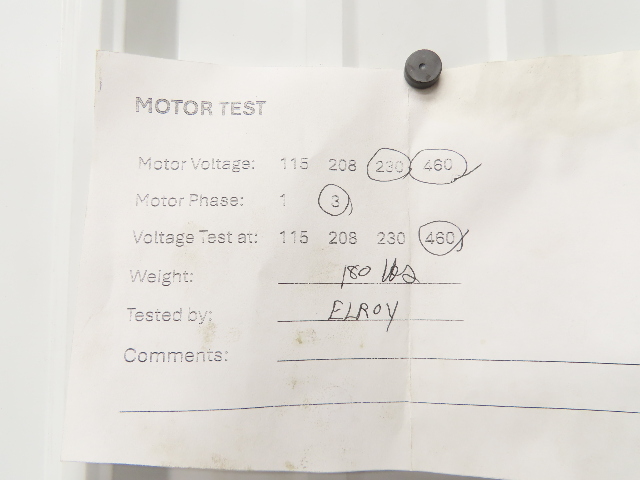 MOTOR TEST
Motor Voltage: 115 208 230 460
Motor Phase: 1 3
Voltage Test at: 115 208 230 460
Weight: 180 lbs
Tested by: ELROY
Comments: